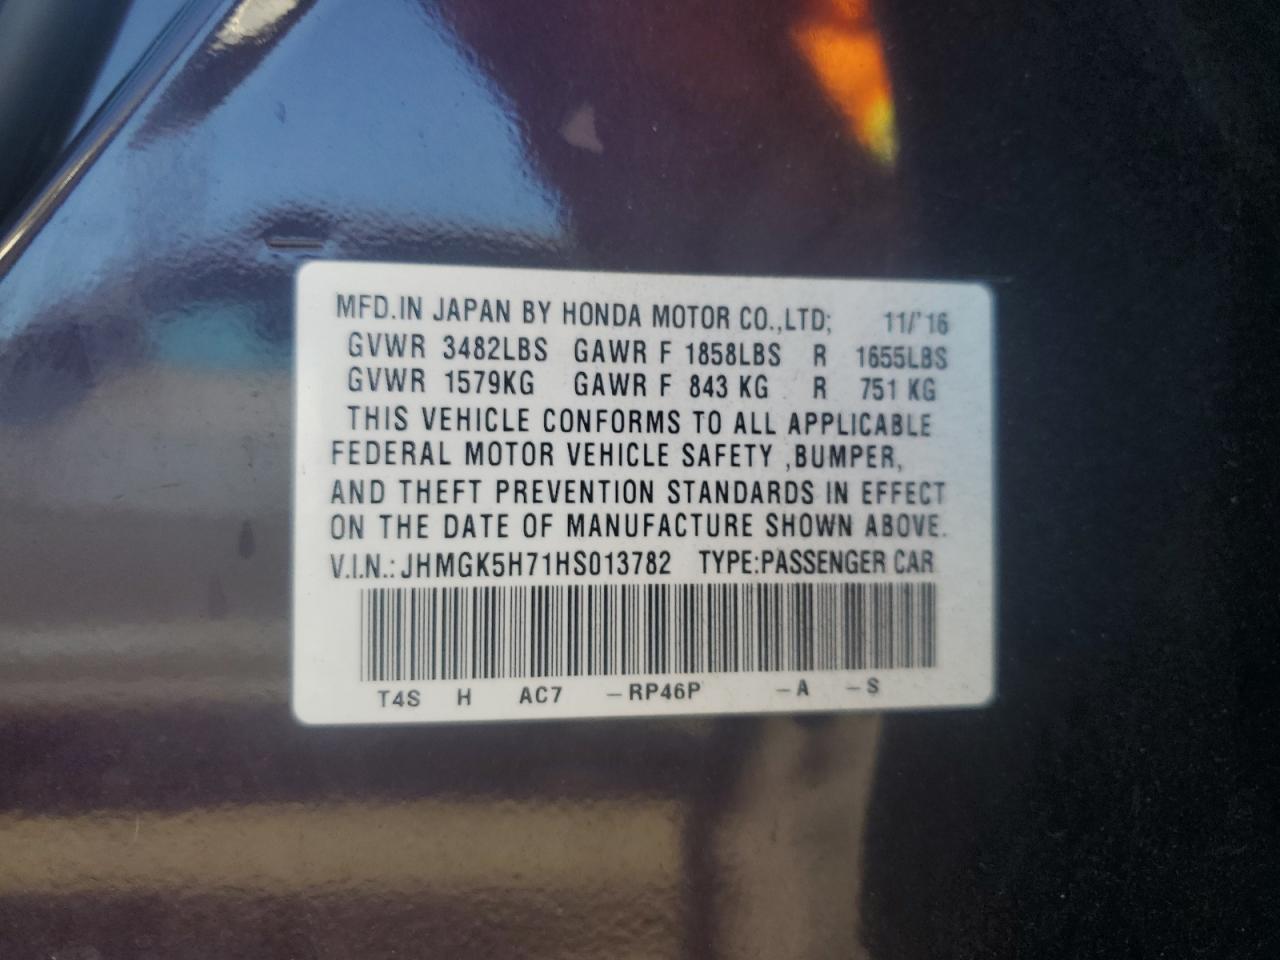 MFD.IN JAPAN BY HONDA MOTOR CO.,LTD; 11/'16
GVWR 3482LBS GAWR F 1858LBS R 1655LBS
GVWR 1579KG GAWR F 843 KG R 751 KG
THIS VEHICLE CONFORMS TO ALL APPLICABLE
FEDERAL MOTOR VEHICLE SAFETY ,BUMPER,
AND THEFT PREVENTION STANDARDS IN EFFECT
ON THE DATE OF MANUFACTURE SHOWN ABOVE.
V.I.N.: JHMGK5H71HS013782 TYPE:PASSENGER CAR
T4S H AC7 –RP46P –A –S